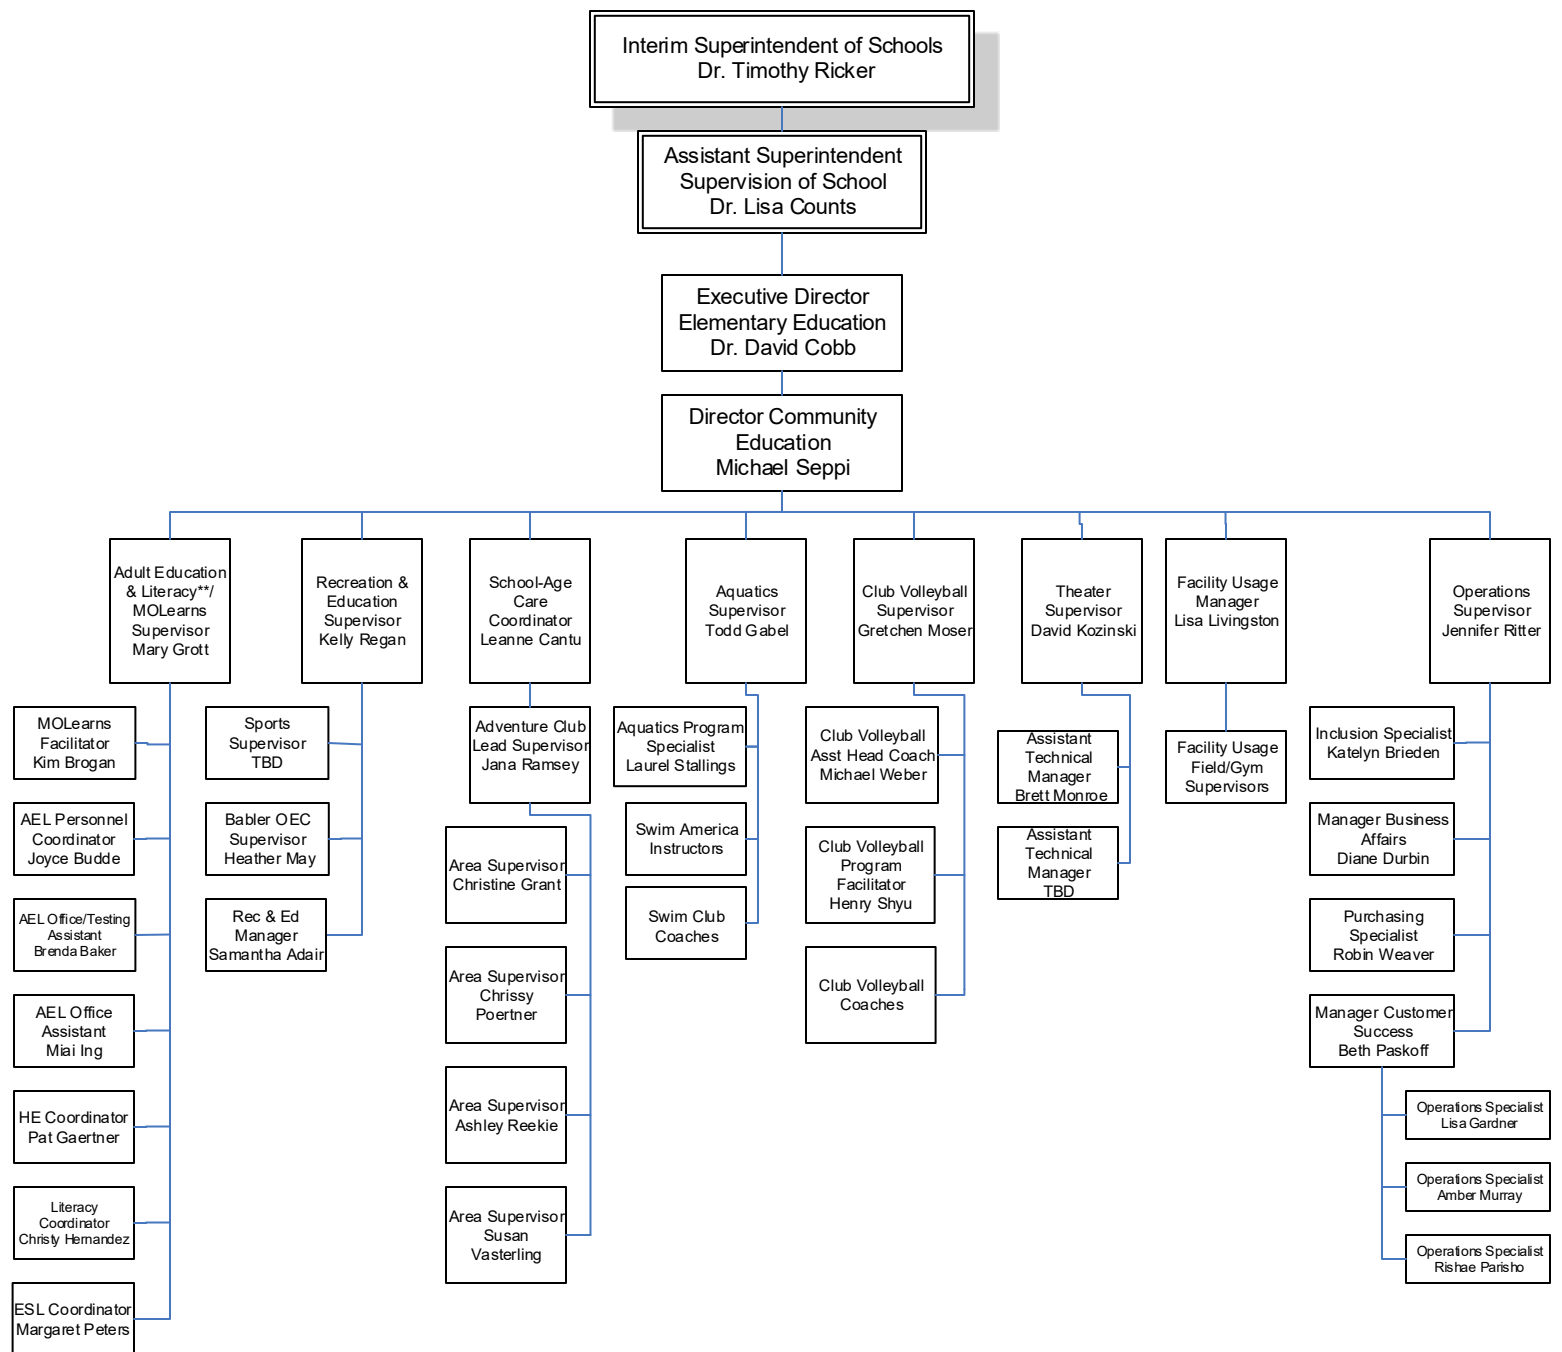 Interim Superintendent of Schools
Dr. Timothy Ricker
Assistant Superintendent
Supervision of School
Dr. Lisa Counts
Executive Director
Elementary Education
Dr. David Cobb
Director Community
Education
Michael Seppi
Adult Education
& Literacy**/
MOLearns
Supervisor
Mary Grott
Recreation &
Education
Supervisor
Kelly Regan
School-Age
Care
Coordinator
Leanne Cantu
Aquatics
Supervisor
Todd Gabel
Club Volleyball
Supervisor
Gretchen Moser
Theater
Supervisor
David Kozinski
Facility Usage
Manager
Lisa Livingston
Operations
Supervisor
Jennifer Ritter
MOLearns
Facilitator
Kim Brogan
AEL Personnel
Coordinator
Joyce Budde
AEL Office/Testing
Assistant
Brenda Baker
AEL Office
Assistant
Miai Ing
HE Coordinator
Pat Gaertner
Literacy
Coordinator
Christy Hernandez
ESL Coordinator
Margaret Peters
Sports
Supervisor
TBD
Babler OEC
Supervisor
Heather May
Rec & Ed
Manager
Samantha Adair
Adventure Club
Lead Supervisor
Jana Ramsey
Area Supervisor
Christine Grant
Area Supervisor
Chrissy
Poertner
Area Supervisor
Ashley Reekie
Area Supervisor
Susan
Vasterling
Aquatics Program
Specialist
Laurel Stallings
Swim America
Instructors
Swim Club
Coaches
Club Volleyball
Asst Head Coach
Michael Weber
Club Volleyball
Program
Facilitator
Henry Shyu
Club Volleyball
Coaches
Assistant
Technical
Manager
Brett Monroe
Assistant
Technical
Manager
TBD
Facility Usage
Field/Gym
Supervisors
Inclusion Specialist
Katelyn Brieden
Manager Business
Affairs
Diane Durbin
Purchasing
Specialist
Robin Weaver
Manager Customer
Success
Beth Paskoff
Operations Specialist
Lisa Gardner
Operations Specialist
Amber Murray
Operations Specialist
Rishae Parisho